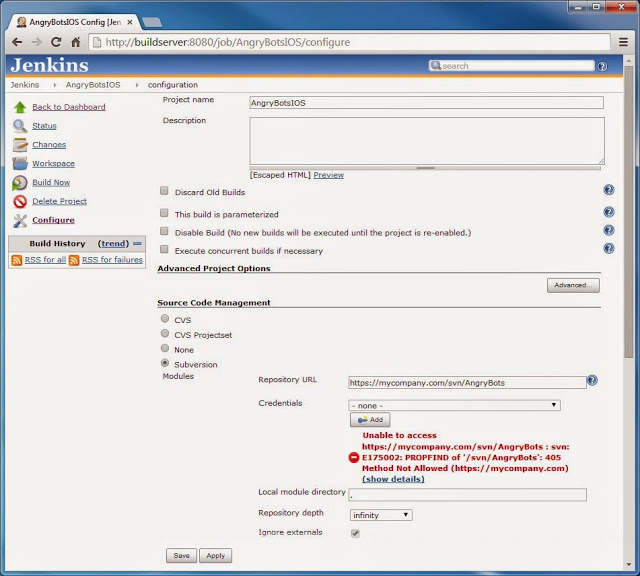 AngryBotsIOS Config [Jen
http://buildserver:8080/job/AngryBotsIOS/configure
Jenkins
search
Jenkins
AngryBotsIOS
configuration
Back to Dashboard
Status
Changes
Workspace
Build Now
Delete Project
Configure
Build History (trend)
RSS for all RSS for failures
Project name AngryBotsIOS
Description
[Escaped HTML] Preview
Discard Old Builds
This build is parameterized
Disable Build (No new builds will be executed until the project is re-enabled.)
Execute concurrent builds if necessary
Advanced Project Options
Advanced...
Source Code Management
CVS
CVS Projectset
None
Subversion
Modules
Repository URL https://mycompany.com/svn/AngryBots
Credentials - none -
Add
Unable to access
https://mycompany.com/svn/AngryBots : svn:
E175002: PROPFIND of '/svn/AngryBots': 405
Method Not Allowed (https://mycompany.com)
(show details)
Local module directory .
Repository depth infinity
Ignore externals
Save Apply